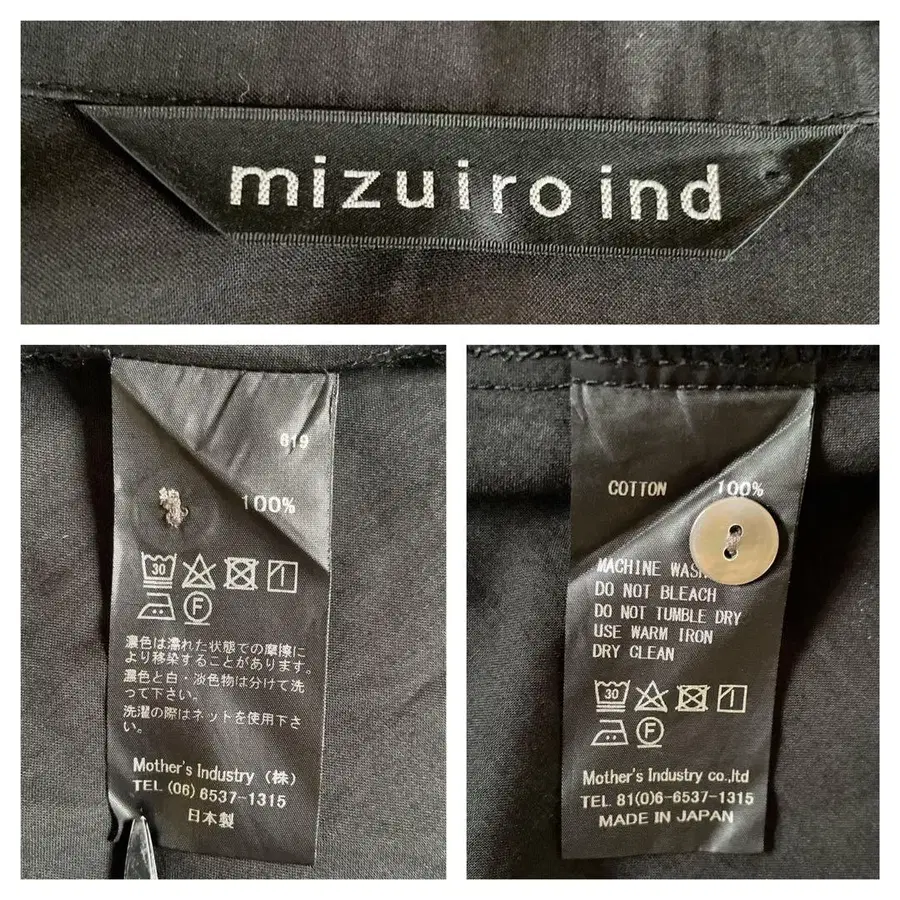 mizuiro ind
619
100%
30
F
濃色は濡れた状態での摩擦に
より移染することがあります。
濃色と白・淡色物は分けて洗
って下さい。
洗濯の際はネットを使用下さ
い。
Mother's Industry（株）
TEL (06) 6537-1315
日本製
COTTON 100%
MACHINE WASH
DO NOT BLEACH
DO NOT TUMBLE DRY
USE WARM IRON
DRY CLEAN
30
F
Mother's Industry co.,ltd
TEL. 81(0)6-6537-1315
MADE IN JAPAN